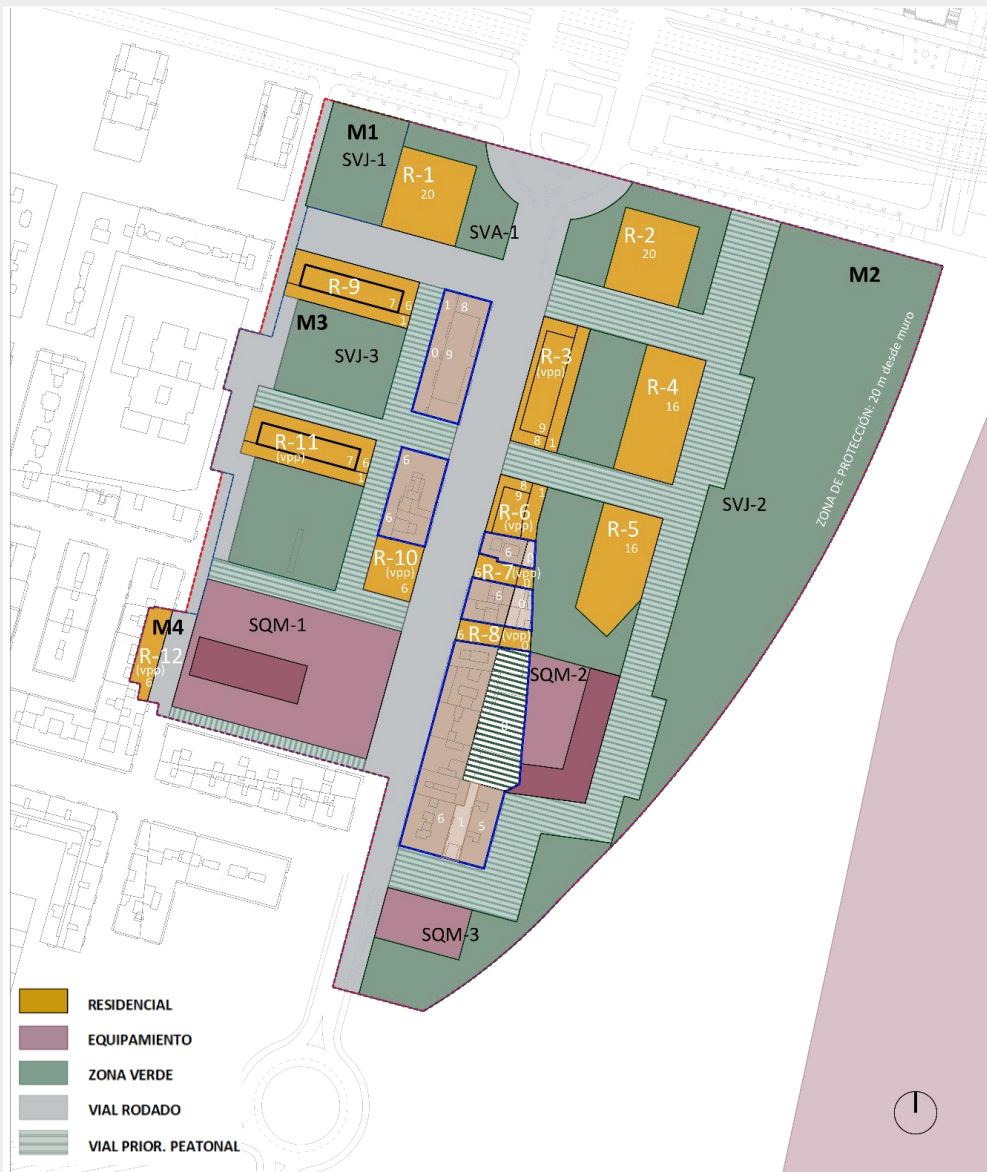 M1
SVJ-1
R-1
20
SVA-1
R-2
20
M2
R-9
7 6
1
M3
SVJ-3
1 8
0 9
R-3
(vpp)
9
8 1
R-4
16
ZONA DE PROTECCIÓN: 20 m desde muro
SVJ-2
R-11
(vpp)
7 6
1
6
6
R-10
(vpp)
6
8 1
9
R-6
(vpp)
6 0
6 R-7 (vpp)
0
6 0
6 R-8 (vpp)
0
R-5
16
SQM-1
M4
R-12
(vpp)
6
SQM-2
6 1 5
SQM-3
RESIDENCIAL
EQUIPAMIENTO
ZONA VERDE
VIAL RODADO
VIAL PRIOR. PEATONAL